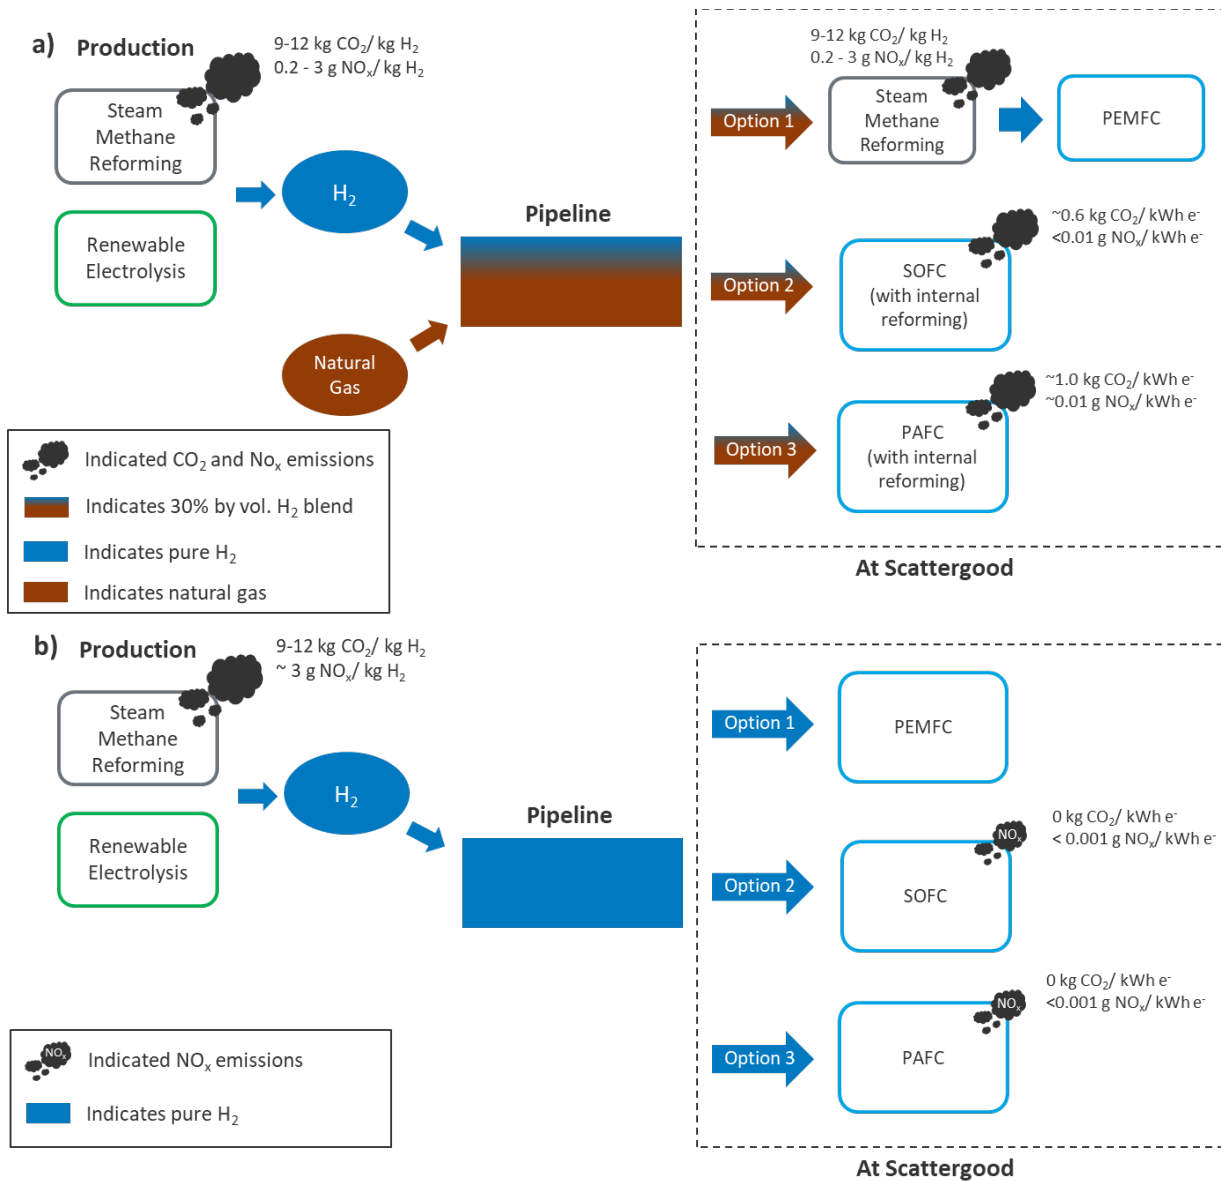 a)
Production
9-12 kg CO₂/ kg H₂
0.2 - 3 g NOₓ/ kg H₂
Steam
Methane
Reforming
Renewable
Electrolysis
H₂
Natural
Gas
Pipeline
Option 1
9-12 kg CO₂/ kg H₂
0.2 - 3 g NOₓ/ kg H₂
Steam
Methane
Reforming
PEMFC
Option 2
~0.6 kg CO₂/ kWh e⁻
<0.01 g NOₓ/ kWh e⁻
SOFC
(with internal
reforming)
Option 3
~1.0 kg CO₂/ kWh e⁻
~0.01 g NOₓ/ kWh e⁻
PAFC
(with internal
reforming)
At Scattergood
Indicated CO₂ and Noₓ emissions
Indicates 30% by vol. H₂ blend
Indicates pure H₂
Indicates natural gas
b)
Production
9-12 kg CO₂/ kg H₂
~ 3 g NOₓ/ kg H₂
Steam
Methane
Reforming
Renewable
Electrolysis
H₂
Pipeline
Option 1
PEMFC
Option 2
0 kg CO₂/ kWh e⁻
< 0.001 g NOₓ/ kWh e⁻
NOₓ
SOFC
Option 3
0 kg CO₂/ kWh e⁻
<0.001 g NOₓ/ kWh e⁻
NOₓ
PAFC
At Scattergood
NOₓ
Indicated NOₓ emissions
Indicates pure H₂